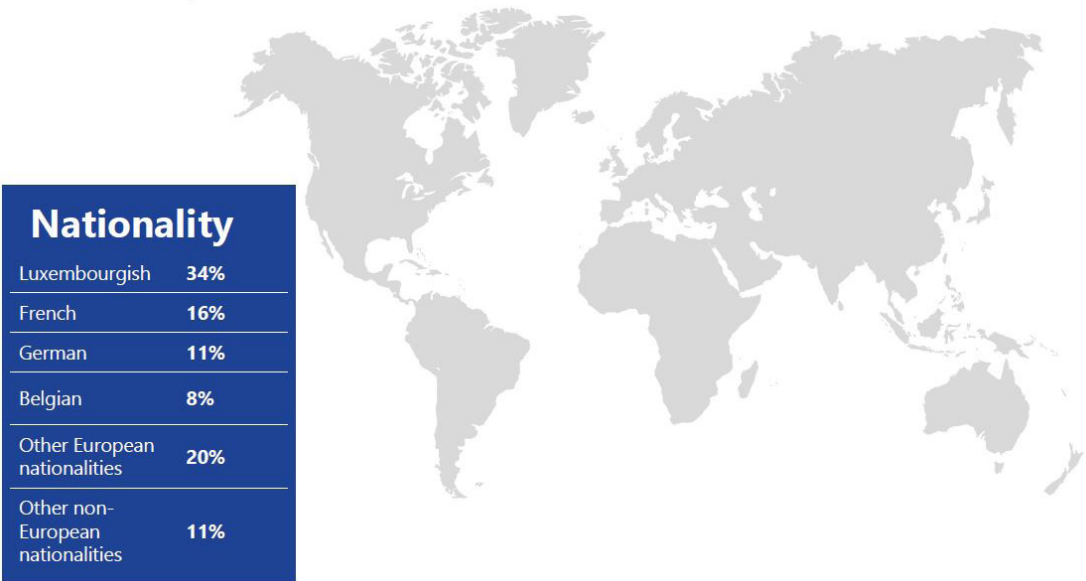 Nationality
Luxembourgish 34%
French 16%
German 11%
Belgian 8%
Other European
nationalities 20%
Other non-
European
nationalities 11%